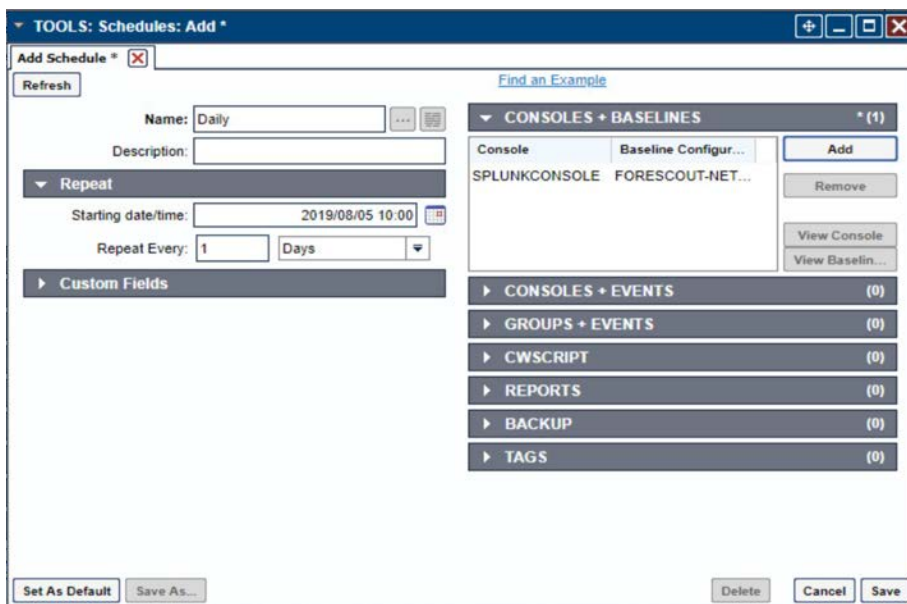 TOOLS: Schedules: Add *
Add Schedule *
Refresh
Find an Example
Name: Daily ...
Description:
Repeat
Starting date/time: 2019/08/05 10:00
Repeat Every: 1 Days
Custom Fields
CONSOLES + BASELINES *(1)
Console Baseline Configur...
SPLUNKCONSOLE FORESCOUT-NET...
Add
Remove
View Console
View Baselin...
CONSOLES + EVENTS (0)
GROUPS + EVENTS (0)
CWSCRIPT (0)
REPORTS (0)
BACKUP (0)
TAGS (0)
Set As Default Save As... Delete Cancel Save